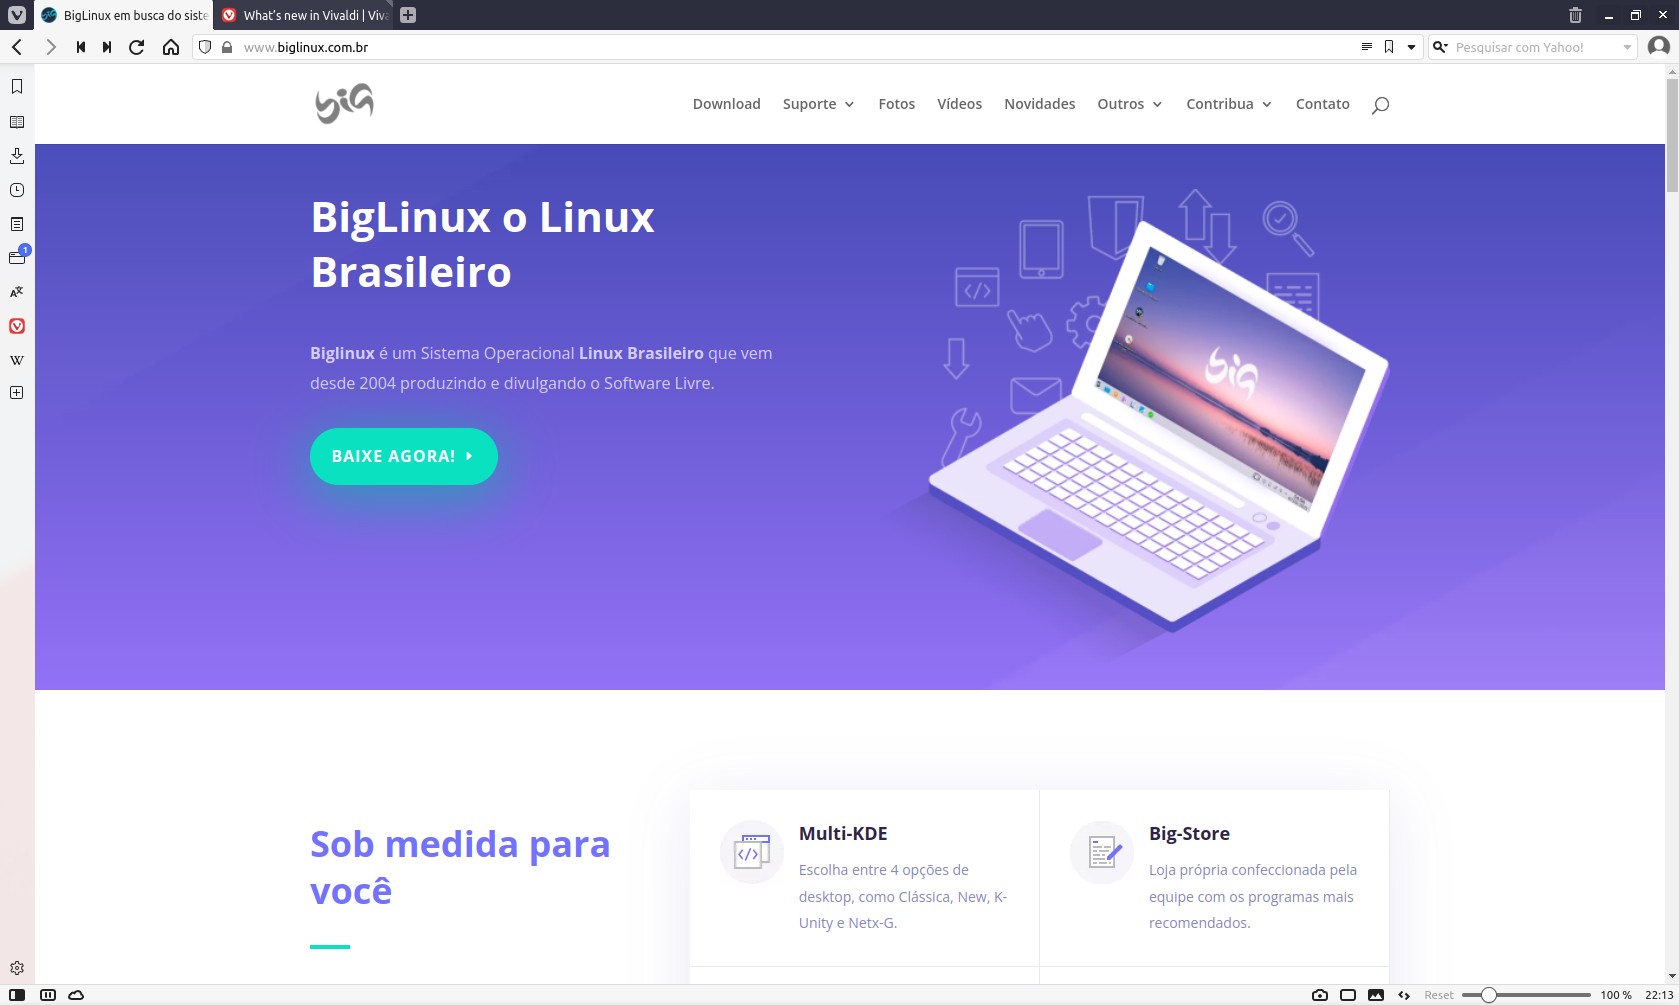 BigLinux em busca do siste
What's new in Vivaldi | Viva
www.biglinux.com.br
Pesquisar com Yahoo!
big
Download Suporte Fotos Vídeos Novidades Outros Contribua Contato
BigLinux o Linux
Brasileiro
Biglinux é um Sistema Operacional Linux Brasileiro que vem
desde 2004 produzindo e divulgando o Software Livre.
BAIXE AGORA!
big
1
W
Sob medida para
você
Multi-KDE
Escolha entre 4 opções de
desktop, como Clássica, New, K-
Unity e Netx-G.
Big-Store
Loja própria confeccionada pela
equipe com os programas mais
recomendados.
Reset 100 % 22:13